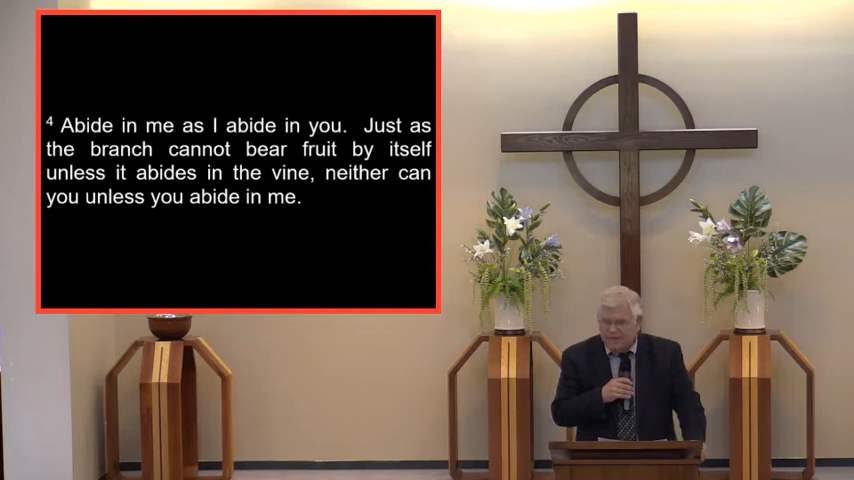 ⁴ Abide in me as I abide in you. Just as
the branch cannot bear fruit by itself
unless it abides in the vine, neither can
you unless you abide in me.